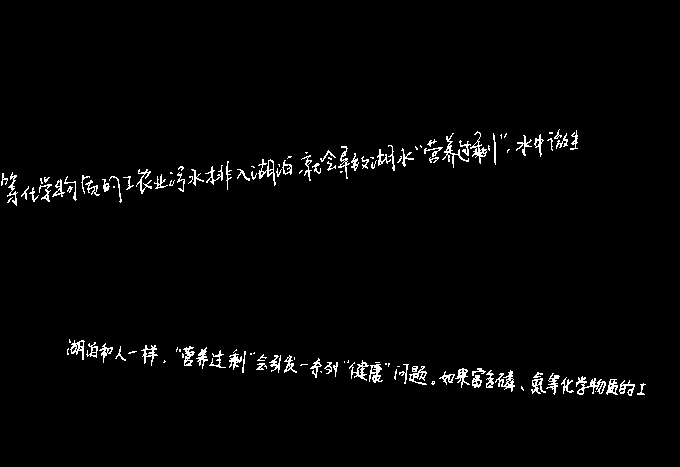 等化学物质的工农业污水排入湖泊,就会导致湖水“营养过剩”,水中微生
湖泊和人一样,“营养过剩”会引发一系列“健康”问题。如果富含磷、氮等化学物质的工